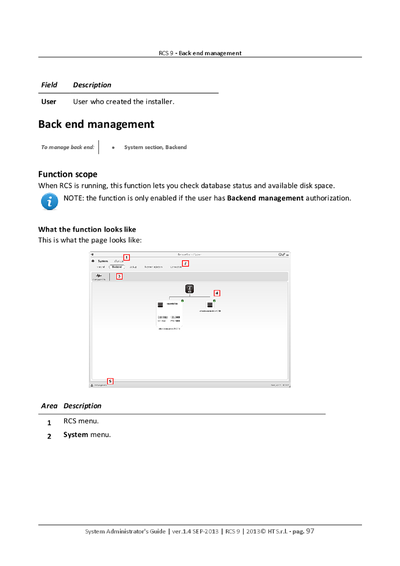 RCS 9 - Back end management
Field Description
User User who created the installer.
Back end management
To manage back end: • System section, Backend
Function scope
When RCS is running, this function lets you check database status and available disk space.
NOTE: the function is only enabled if the user has Backend management authorization.
What the function looks like
This is what the page looks like:
1
2
3
4
5
Area Description
1 RCS menu.
2 System menu.
System Administrator's Guide | ver.1.4 SEP-2013 | RCS 9 | 2013© HT S.r.l. - pag. 97